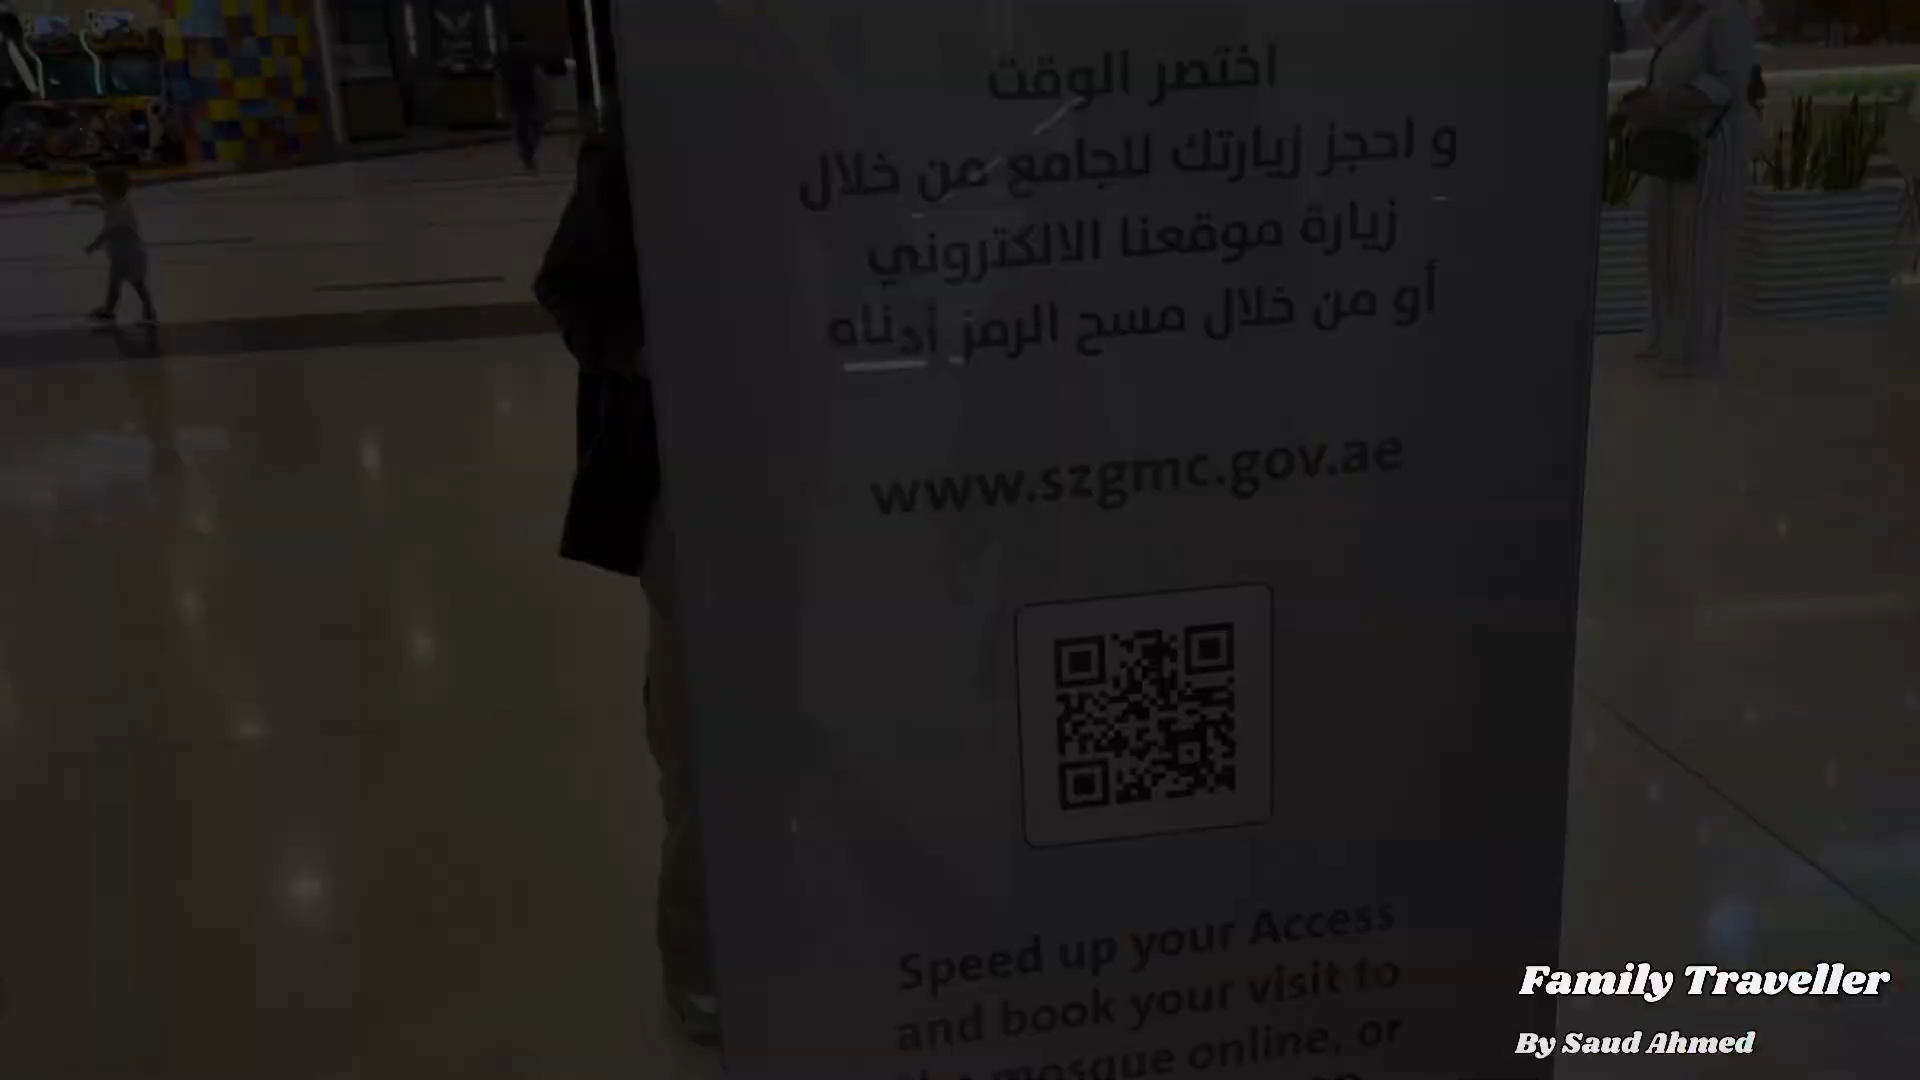 اختصر الوقت
و احجز زيارتك للجامع من خلال
زيارة موقعنا الالكتروني
أو من خلال مسح الرمز أدناه
www.szgmc.gov.ae
Speed up your Access
and book your visit to
mosque online, or
Family Traveller
By Saud Ahmed